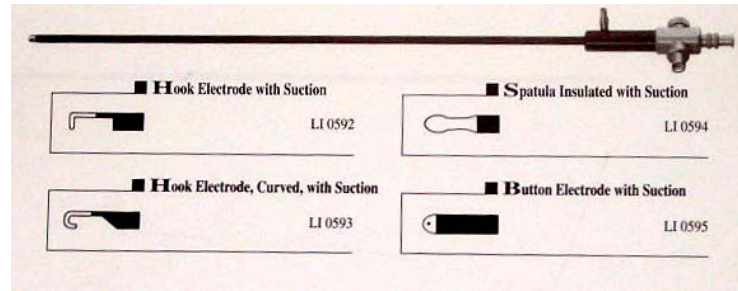 Hook Electrode with Suction
LI 0592
Spatula Insulated with Suction
LI 0594
Hook Electrode, Curved, with Suction
LI 0593
Button Electrode with Suction
LI 0595